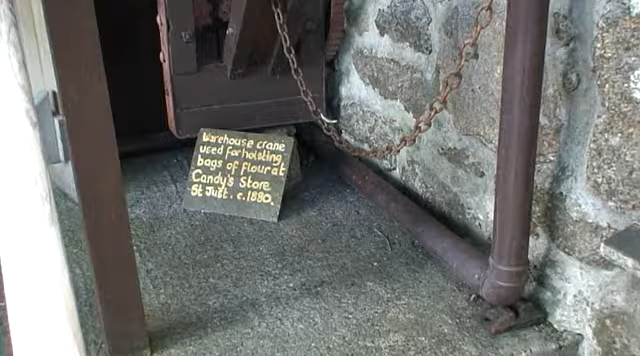 Warehouse crane
used for hoisting
bags of flour at
Candy's Store
St Just. c.1880.